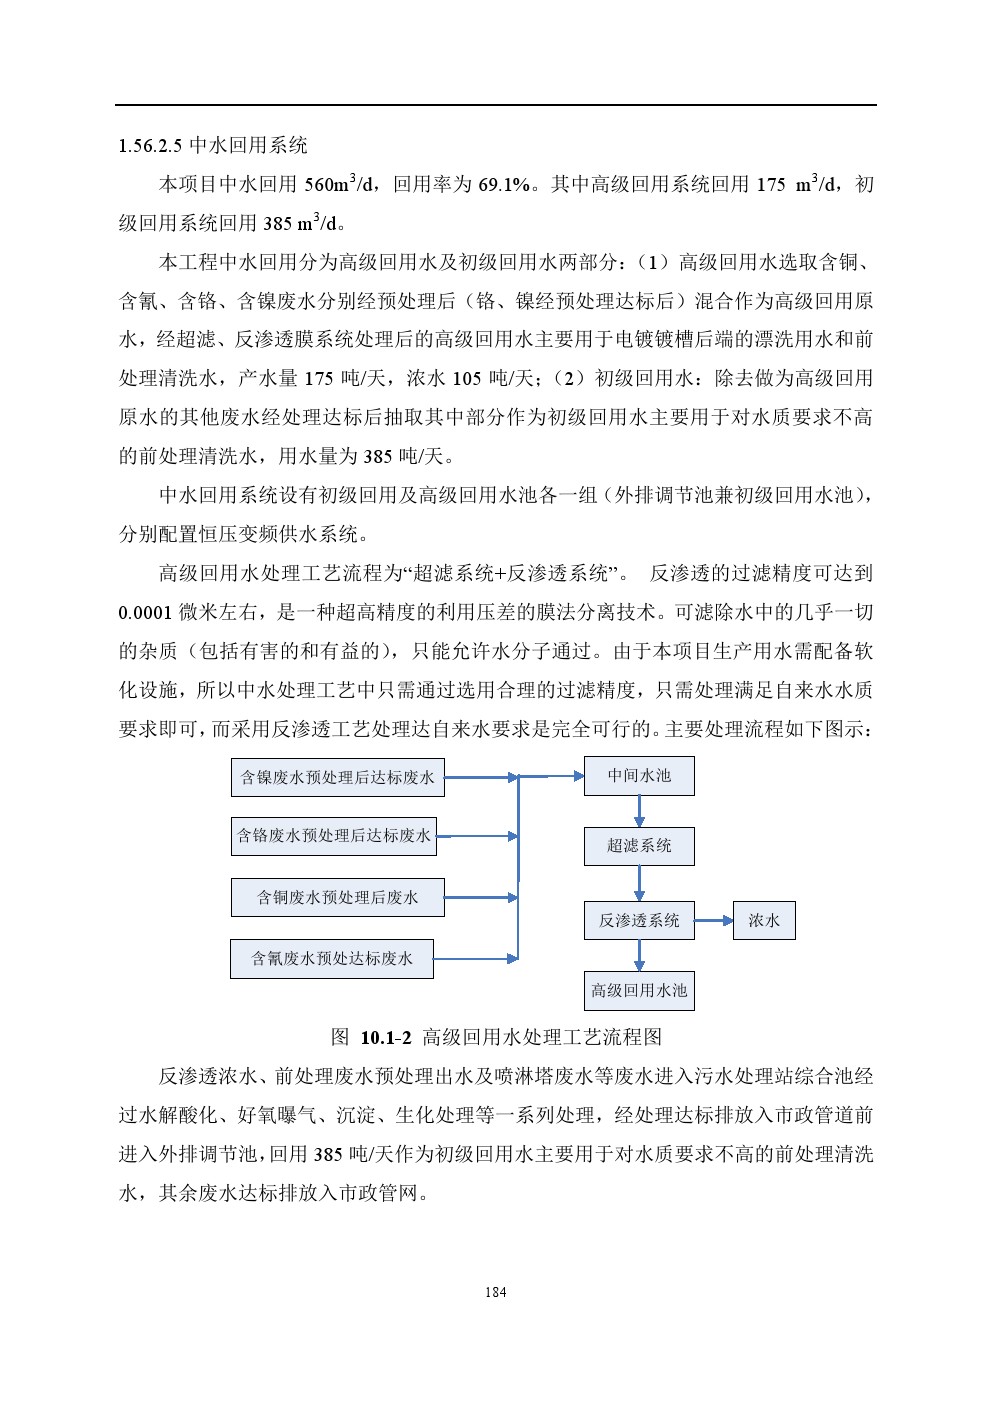 1.56.2.5 中水回用系统
本项目中水回用 560m³/d，回用率为 69.1%。其中高级回用系统回用 175 m³/d，初
级回用系统回用 385 m³/d。
本工程中水回用分为高级回用水及初级回用水两部分：（1）高级回用水选取含铜、
含氰、含铬、含镍废水分别经预处理后（铬、镍经预处理达标后）混合作为高级回用原
水，经超滤、反渗透膜系统处理后的高级回用水主要用于电镀镀槽后端的漂洗用水和前
处理清洗水，产水量 175 吨/天，浓水 105 吨/天；（2）初级回用水：除去做为高级回用
原水的其他废水经处理达标后抽取其中部分作为初级回用水主要用于对水质要求不高
的前处理清洗水，用水量为 385 吨/天。
中水回用系统设有初级回用及高级回用水池各一组（外排调节池兼初级回用水池），
分别配置恒压变频供水系统。
高级回用水处理工艺流程为“超滤系统+反渗透系统”。 反渗透的过滤精度可达到
0.0001 微米左右，是一种超高精度的利用压差的膜法分离技术。可滤除水中的几乎一切
的杂质（包括有害的和有益的），只能允许水分子通过。由于本项目生产用水需配备软
化设施，所以中水处理工艺中只需通过选用合理的过滤精度，只需处理满足自来水水质
要求即可，而采用反渗透工艺处理达自来水要求是完全可行的。主要处理流程如下图示：
含镍废水预处理后达标废水
含铬废水预处理后达标废水
含铜废水预处理后废水
含氰废水预处达标废水
中间水池
超滤系统
反渗透系统
浓水
高级回用水池
图 10.1-2 高级回用水处理工艺流程图
反渗透浓水、前处理废水预处理出水及喷淋塔废水等废水进入污水处理站综合池经
过水解酸化、好氧曝气、沉淀、生化处理等一系列处理，经处理达标排放入市政管道前
进入外排调节池，回用 385 吨/天作为初级回用水主要用于对水质要求不高的前处理清洗
水，其余废水达标排放入市政管网。
184